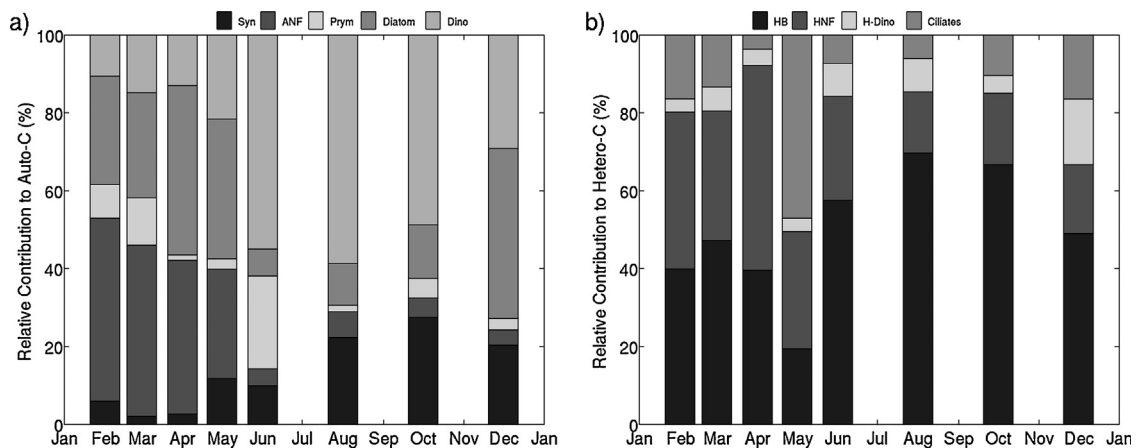 a)
Syn ANF Prym Diatom Dino
Relative Contribution to Auto-C (%)
100
80
60
40
20
0
Jan Feb Mar Apr May Jun Jul Aug Sep Oct Nov Dec Jan
b)
HB HNF H-Dino Ciliates
Relative Contribution to Hetero-C (%)
100
80
60
40
20
0
Jan Feb Mar Apr May Jun Jul Aug Sep Oct Nov Dec Jan